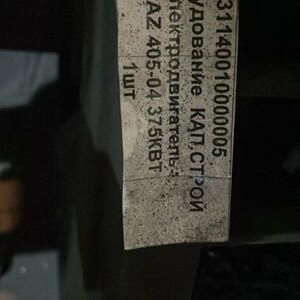 31140010000005
удование КАП.СТРОЙ
лектродвигатель
AZ 405-04 375КВТ
1шт